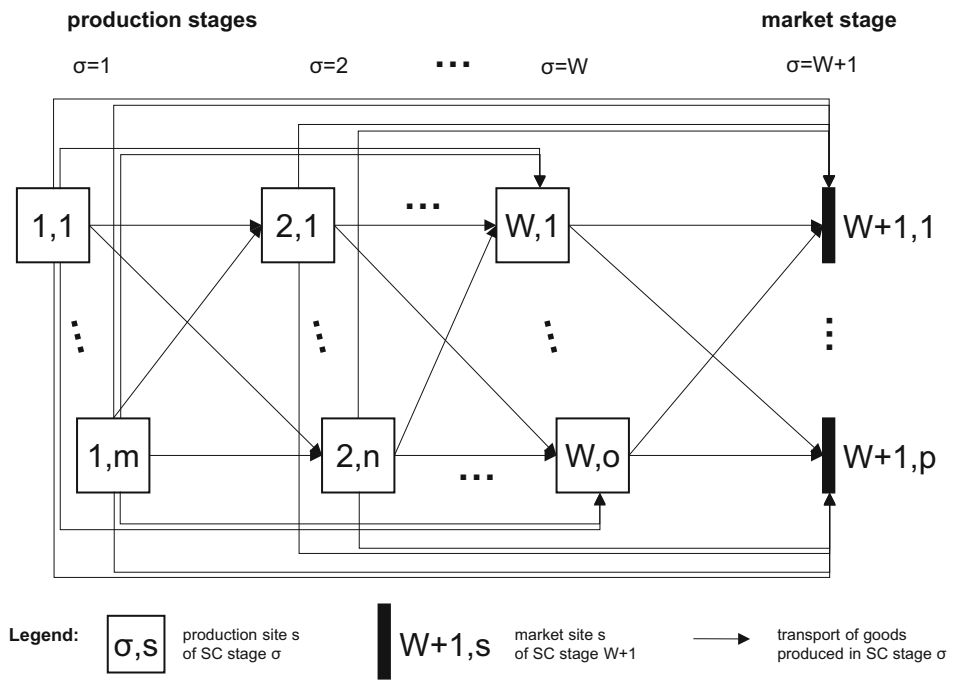 production stages
market stage
σ=1
σ=2
...
σ=W
σ=W+1
1,1
2,1
...
W,1
W+1,1
...
...
...
...
1,m
2,n
...
W,o
W+1,p
Legend:
σ,s
production site s
of SC stage σ
W+1,s
market site s
of SC stage W+1
transport of goods
produced in SC stage σ